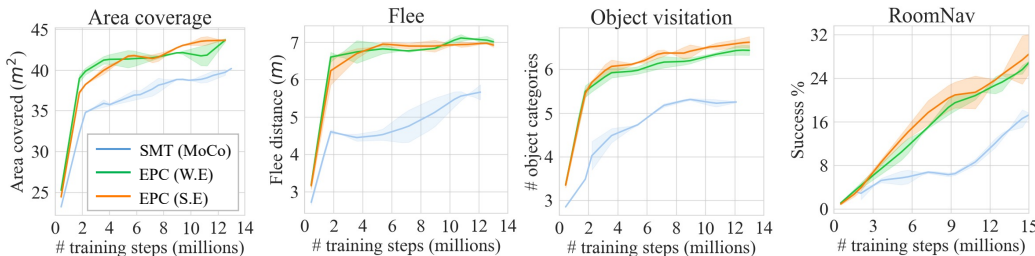 Area coverage
Area covered (m²)
45
40
35
30
25
SMT (MoCo)
EPC (W.E)
EPC (S.E)
0 2 4 6 8 10 12 14
# training steps (millions)
Flee
Flee distance (m)
7
6
5
4
3
0 2 4 6 8 10 12 14
# training steps (millions)
Object visitation
# object categories
6
5
4
3
0 2 4 6 8 10 12 14
# training steps (millions)
RoomNav
Success %
32
24
16
8
0
0 3 6 9 12 15
# training steps (millions)